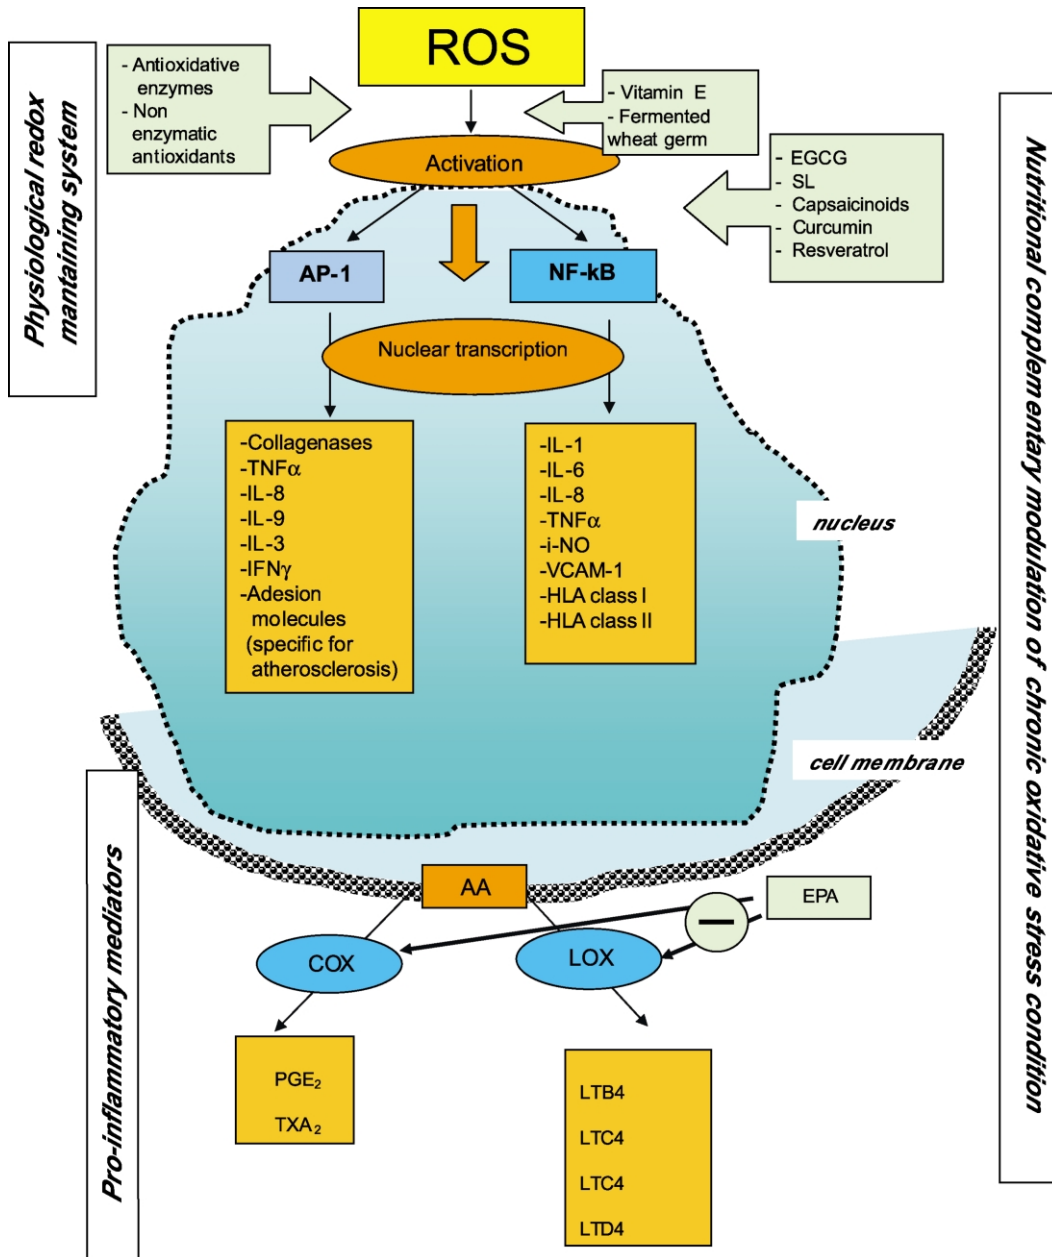 ROS
Physiological redox
mantaining system
- Antioxidative
enzymes
- Non
enzymatic
antioxidants
- Vitamin E
- Fermented
wheat germ
Activation
- EGCG
- SL
- Capsaicinoids
- Curcumin
- Resveratrol
AP-1
NF-kB
Nuclear transcription
-Collagenases
-TNFα
-IL-8
-IL-9
-IL-3
-IFNγ
-Adesion
molecules
(specific for
atherosclerosis)
-IL-1
-IL-6
-IL-8
-TNFα
-i-NO
-VCAM-1
-HLA class I
-HLA class II
nucleus
cell membrane
Nutritional complementary modulation of chronic oxidative stress condition
Pro-inflammatory mediators
AA
EPA
COX
LOX
PGE₂
TXA₂
LTB4
LTC4
LTC4
LTD4